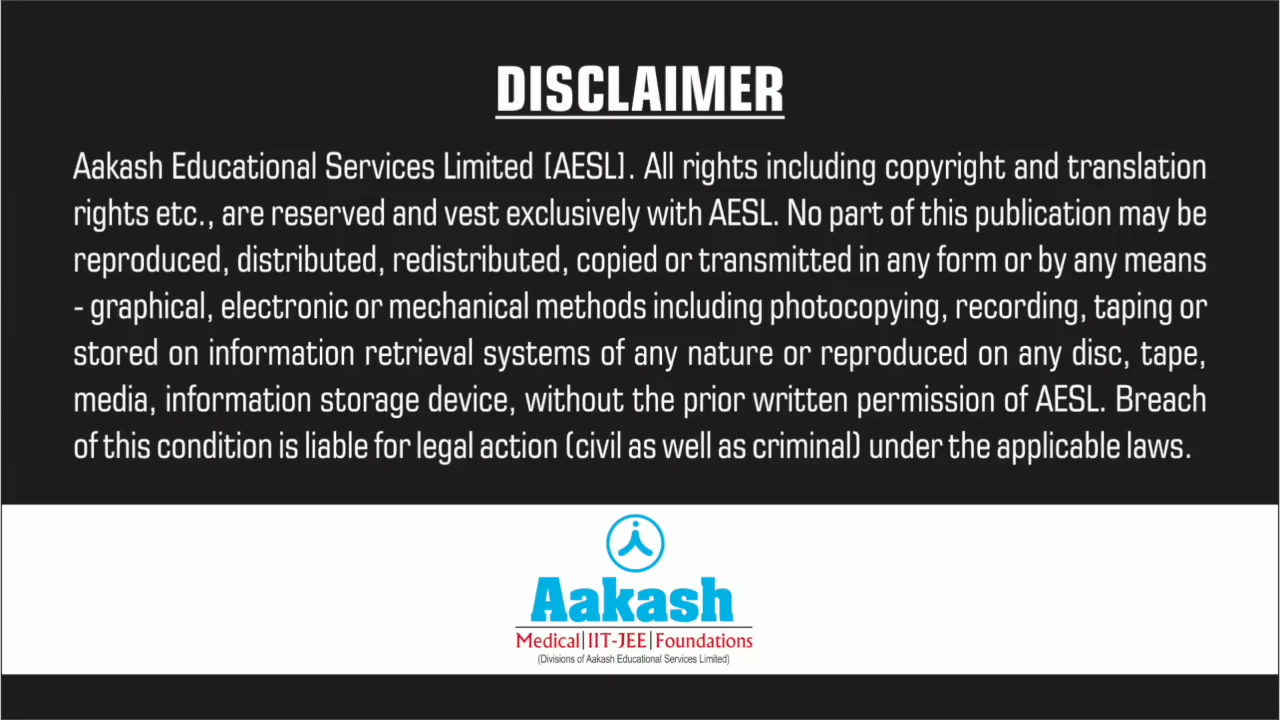 DISCLAIMER
Aakash Educational Services Limited [AESL]. All rights including copyright and translation
rights etc., are reserved and vest exclusively with AESL. No part of this publication may be
reproduced, distributed, redistributed, copied or transmitted in any form or by any means
- graphical, electronic or mechanical methods including photocopying, recording, taping or
stored on information retrieval systems of any nature or reproduced on any disc, tape,
media, information storage device, without the prior written permission of AESL. Breach
of this condition is liable for legal action (civil as well as criminal) under the applicable laws.
Aakash
Medical|IIT-JEE|Foundations
(Divisions of Aakash Educational Services Limited)